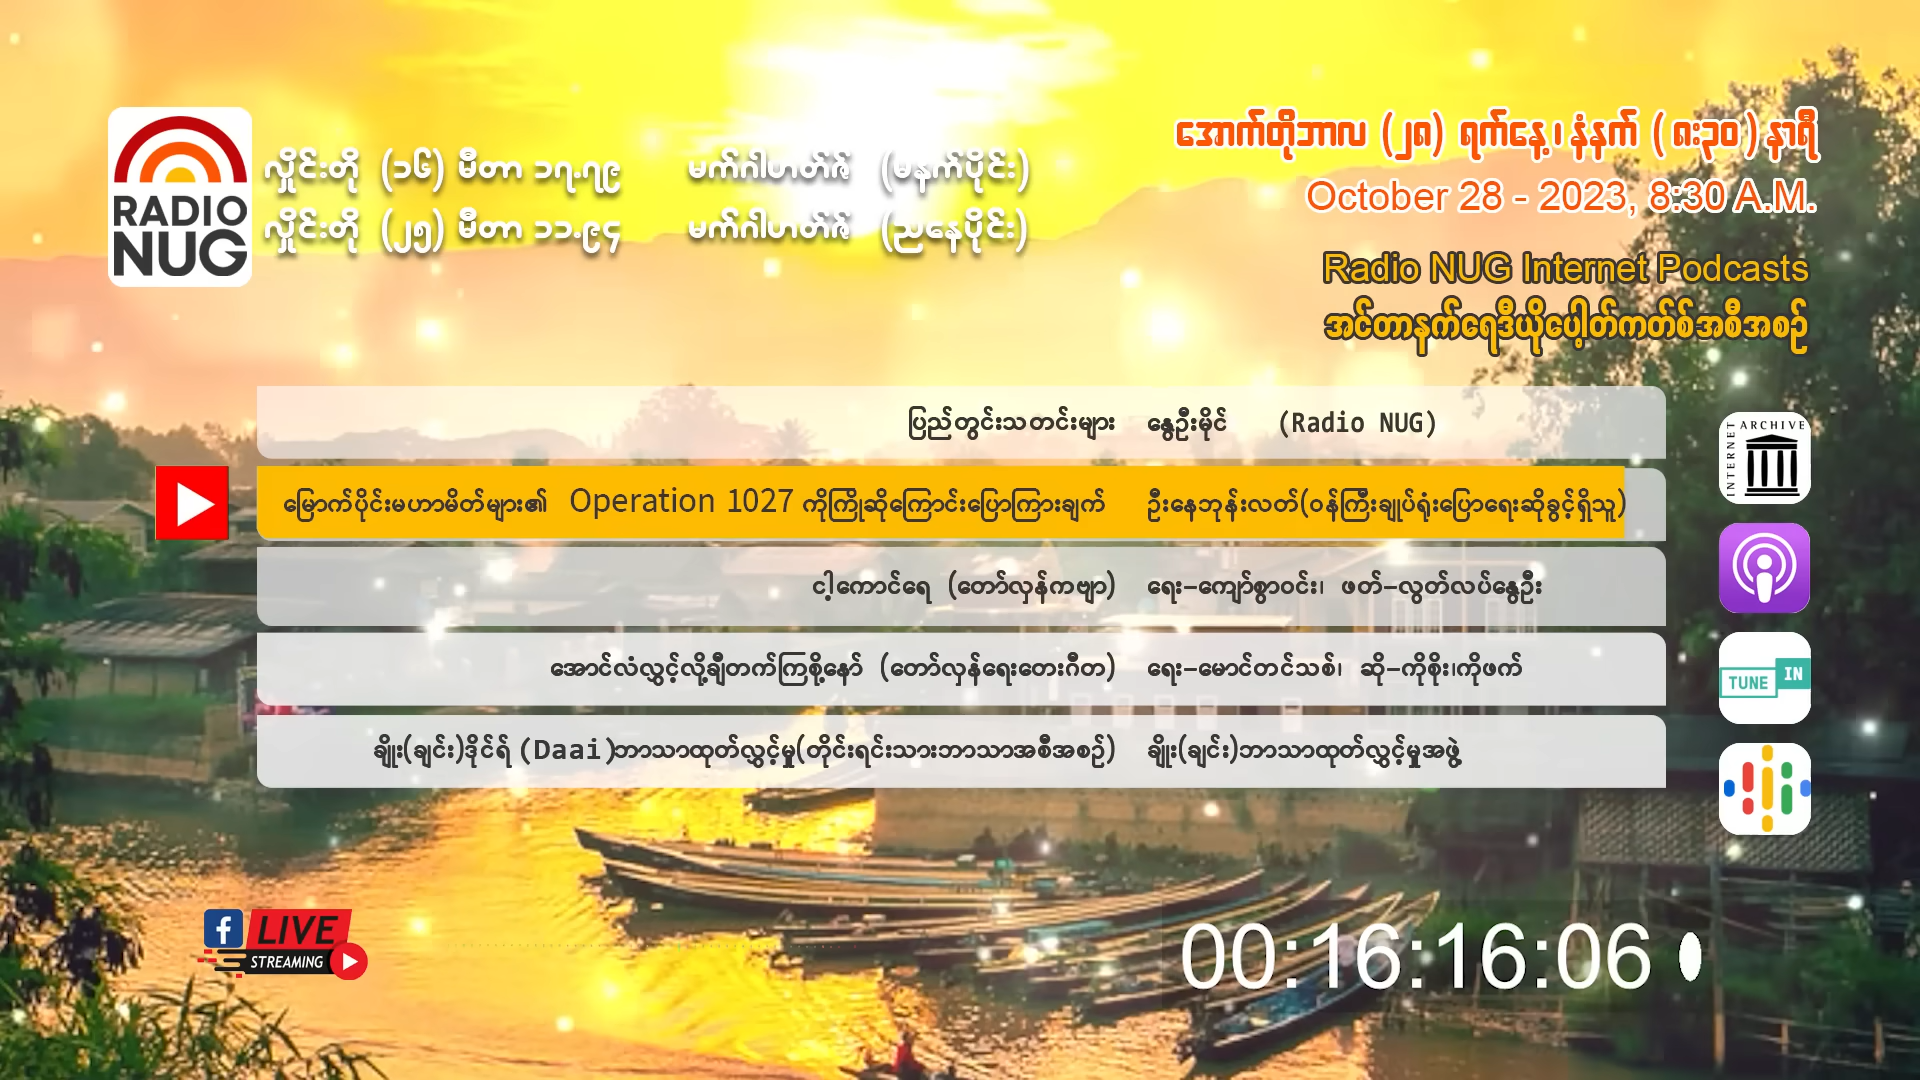 RADIO
NUG
လှိုင်းတို (၁၆) မီတာ ၁၇.၇၉ မက်ဂါဟတ်ဇ် (မနက်ပိုင်း)
လှိုင်းတို (၂၅) မီတာ ၁၁.၉၄ မက်ဂါဟတ်ဇ် (ညနေပိုင်း)
အောက်တိုဘာလ (၂၈) ရက်နေ့၊ နံနက် (၈း၃၀) နာရီ
October 28 - 2023, 8:30 A.M.
Radio NUG Internet Podcasts
အင်တာနက်ရေဒီယိုပေါ့တ်ကတ်စ်အစီအစဉ်
ပြည်တွင်းသတင်းများ နွေဦးမိုင် (Radio NUG)
မြောက်ပိုင်းမဟာမိတ်များ၏ Operation 1027 ကိုကြိုဆိုကြောင်းပြောကြားချက် ဦးနေဘုန်းလတ်(ဝန်ကြီးချုပ်ရုံးပြောရေးဆိုခွင့်ရှိသူ)
ငါ့ကောင်ရေ (တော်လှန်ကဗျာ) ရေး-ကျော်စွာဝင်း၊ ဖတ်-လွတ်လပ်နွေဦး
အောင်လံလွှင့်လို့ချီတက်ကြစို့နော် (တော်လှန်ရေးတေးဂီတ) ရေး-မောင်တင်သစ်၊ ဆို-ကိုစိုး၊ကိုဖက်
ချိုး(ချင်း)ဒိုင်ရ် (Daai)ဘာသာထုတ်လွှင့်မှု(တိုင်းရင်းသားဘာသာအစီအစဉ်) ချိုး(ချင်း)ဘာသာထုတ်လွှင့်မှုအဖွဲ့
INTERNET ARCHIVE
TUNE IN
f LIVE
STREAMING
00:16:16:06